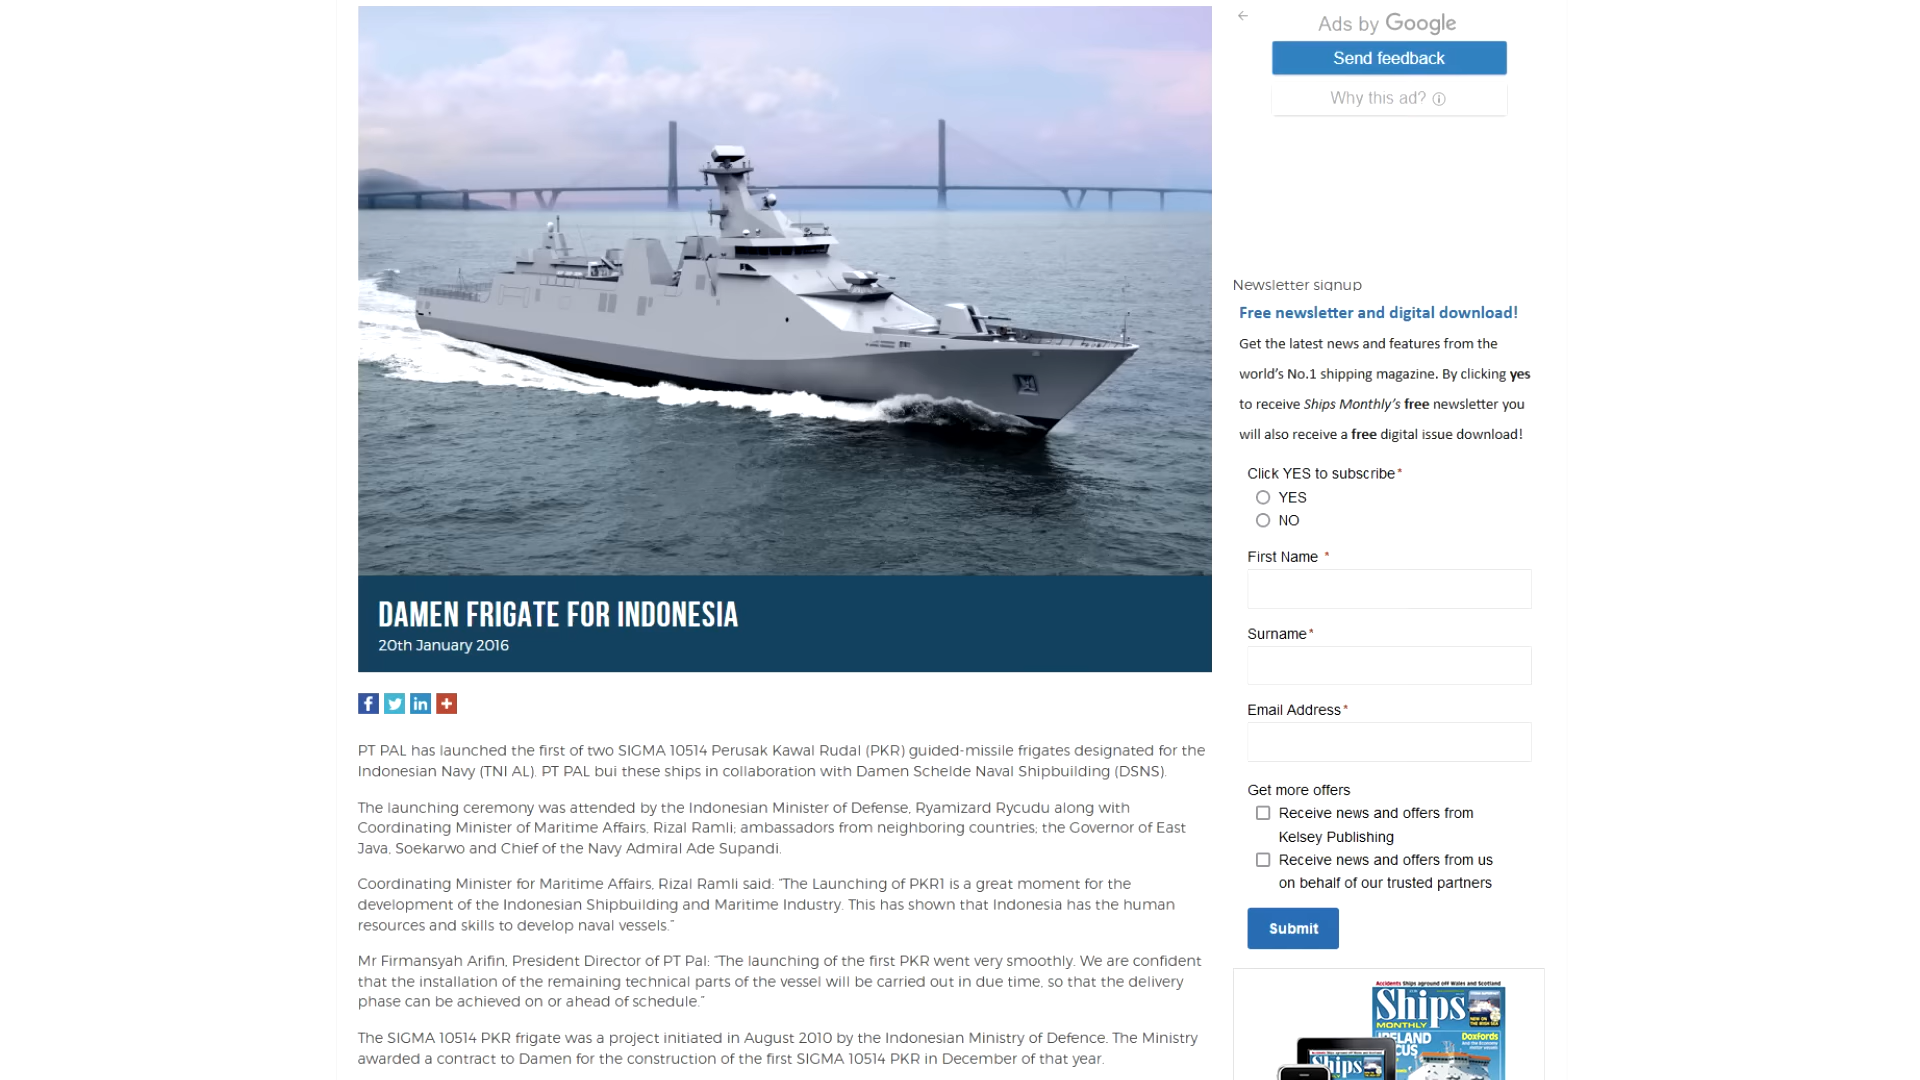 Ads by Google
Send feedback
Why this ad?
Newsletter signup
Free newsletter and digital download!
Get the latest news and features from the
world's No.1 shipping magazine. By clicking yes
to receive Ships Monthly's free newsletter you
will also receive a free digital issue download!
Click YES to subscribe*
YES
NO
First Name *
Surname*
Email Address*
Get more offers
Receive news and offers from
Kelsey Publishing
Receive news and offers from us
on behalf of our trusted partners
Submit
DAMEN FRIGATE FOR INDONESIA
20th January 2016
PT PAL has launched the first of two SIGMA 10514 Perusak Kawal Rudal (PKR) guided-missile frigates designated for the
Indonesian Navy (TNI AL). PT PAL bui these ships in collaboration with Damen Schelde Naval Shipbuilding (DSNS).
The launching ceremony was attended by the Indonesian Minister of Defense, Ryamizard Rycudu along with
Coordinating Minister of Maritime Affairs, Rizal Ramli; ambassadors from neighboring countries; the Governor of East
Java, Soekarwo and Chief of the Navy Admiral Ade Supandi.
Coordinating Minister for Maritime Affairs, Rizal Ramli said: “The Launching of PKR1 is a great moment for the
development of the Indonesian Shipbuilding and Maritime Industry. This has shown that Indonesia has the human
resources and skills to develop naval vessels.”
Mr Firmansyah Arifin, President Director of PT Pal: “The launching of the first PKR went very smoothly. We are confident
that the installation of the remaining technical parts of the vessel will be carried out in due time, so that the delivery
phase can be achieved on or ahead of schedule.”
The SIGMA 10514 PKR frigate was a project initiated in August 2010 by the Indonesian Ministry of Defence. The Ministry
awarded a contract to Damen for the construction of the first SIGMA 10514 PKR in December of that year.
Accidents Ships aground off Wales and Scotland
Ships
MONTHLY
Doxfords
Ships